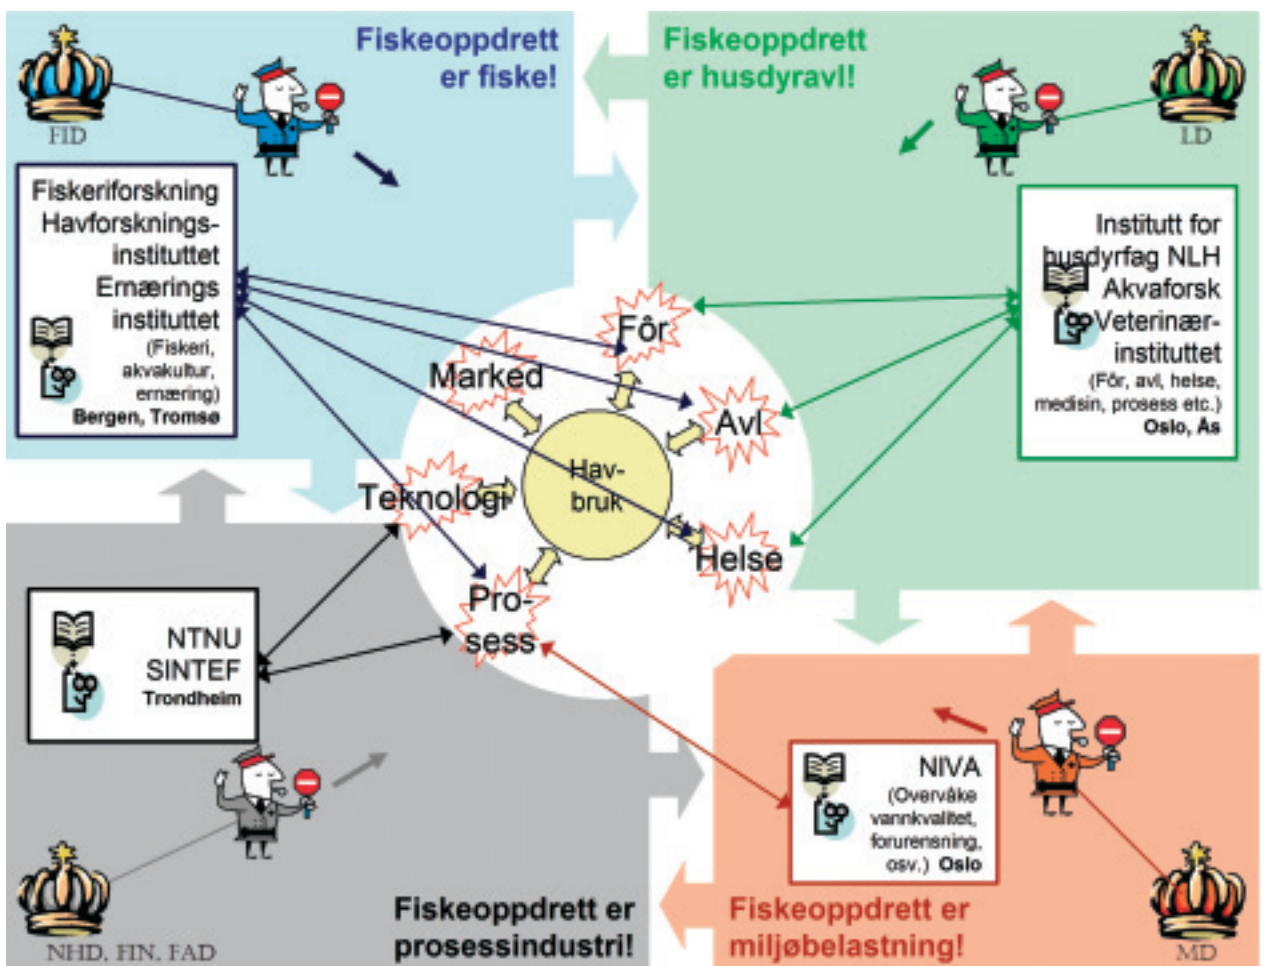 Fiskeoppdrett
er fiske!
FID
Fiskeriforskning
Havforsknings-
instituttet
Ernærings
instituttet
(Fiskeri,
akvakultur,
ernæring)
Bergen, Tromsø
Fiskeoppdrett
er husdyravl!
LD
Institutt for
husdyrfag NLH
Akvaforsk
Veterinær-
instituttet
(Fôr, avl, helse,
medisin, prosess etc.)
Oslo, Ås
Fôr
Marked
Avl
Hav-
bruk
Teknologi
Helse
Pro-
sess
NTNU
SINTEF
Trondheim
NHD, FIN, FAD
Fiskeoppdrett er
prosessindustri!
NIVA
(Overvåke
vannkvalitet,
forurensning,
osv.) Oslo
Fiskeoppdrett er
miljøbelastning!
MD